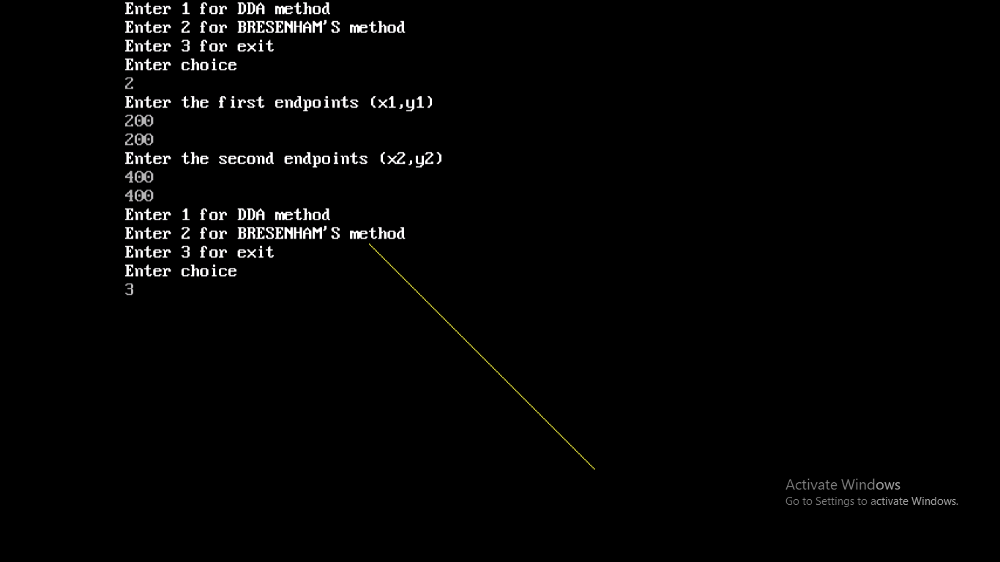 Enter 1 for DDA method
Enter 2 for BRESENHAM'S method
Enter 3 for exit
Enter choice
2
Enter the first endpoints (x1,y1)
200
200
Enter the second endpoints (x2,y2)
400
400
Enter 1 for DDA method
Enter 2 for BRESENHAM'S method
Enter 3 for exit
Enter choice
3
Activate Windows
Go to Settings to activate Windows.